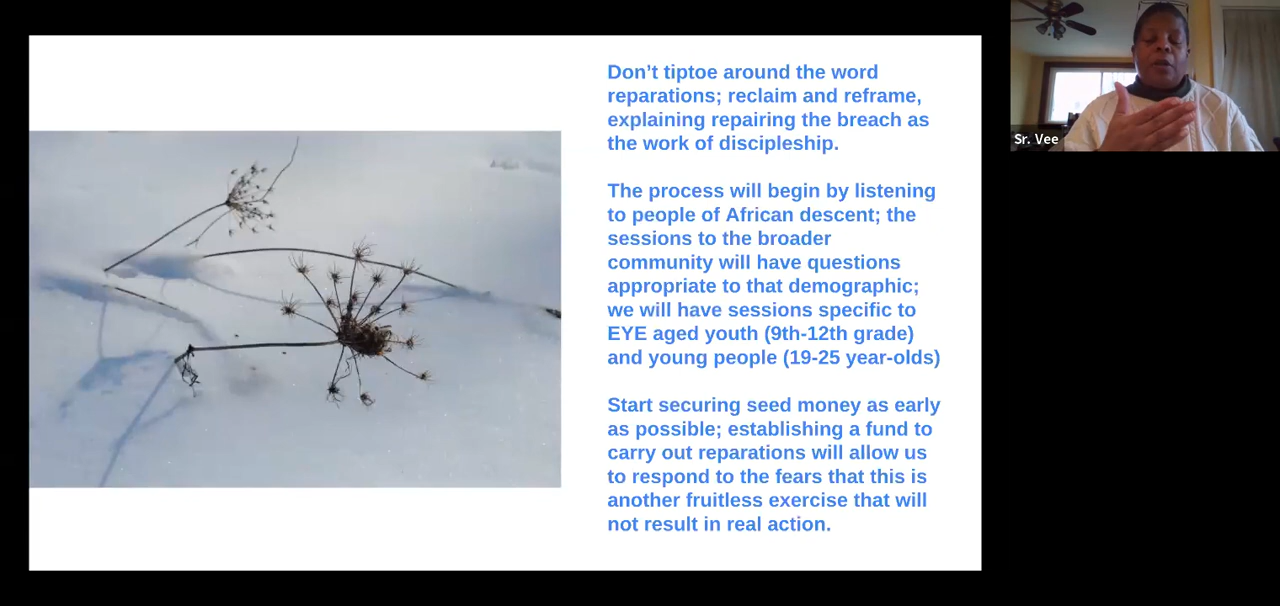 Don't tiptoe around the word
reparations; reclaim and reframe,
explaining repairing the breach as
the work of discipleship.
The process will begin by listening
to people of African descent; the
sessions to the broader
community will have questions
appropriate to that demographic;
we will have sessions specific to
EYE aged youth (9th-12th grade)
and young people (19-25 year-olds)
Start securing seed money as early
as possible; establishing a fund to
carry out reparations will allow us
to respond to the fears that this is
another fruitless exercise that will
not result in real action.
Sr. Vee